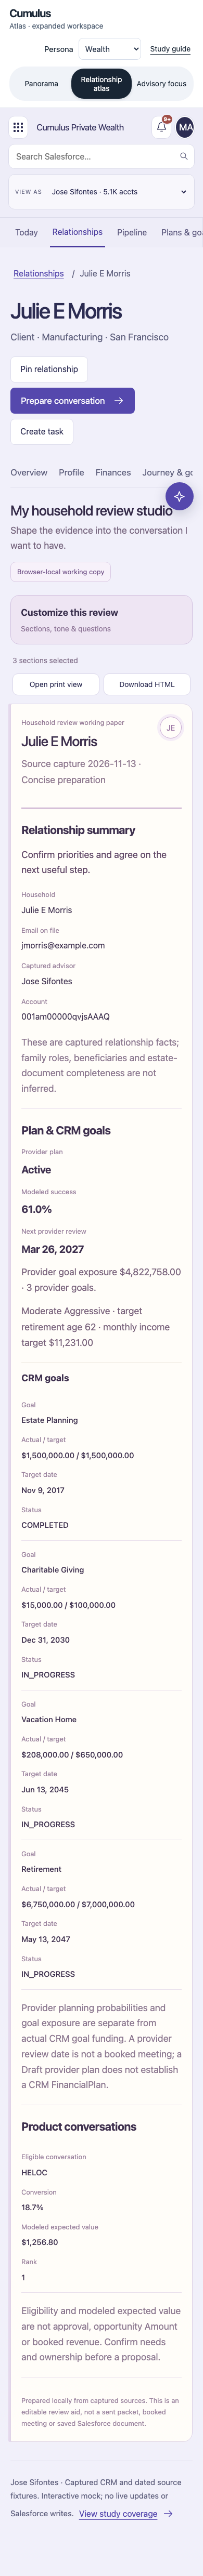 Cumulus
Atlas · expanded workspace
Persona
Wealth
Study guide
Panorama
Relationship
atlas
Advisory focus
Cumulus Private Wealth
9+
MA
Search Salesforce...
VIEW AS
Jose Sifontes · 5.1K accts
Today
Relationships
Pipeline
Plans & goa
Relationships / Julie E Morris
Julie E Morris
Client · Manufacturing · San Francisco
Pin relationship
Prepare conversation →
Create task
Overview
Profile
Finances
Journey & go
My household review studio
Shape the evidence into the conversation I
want to have.
Browser-local working copy
Customize this review
Sections, tone & questions
3 sections selected
Open print view
Download HTML
Household review working paper
JE
Julie E Morris
Source capture 2026-11-13 ·
Concise preparation
Relationship summary
Confirm priorities and agree on the
next useful step.
Household
Julie E Morris
Email on file
jmorris@example.com
Captured advisor
Jose Sifontes
Account
001am00000qvjsAAAQ
These are captured relationship facts;
family roles, beneficiaries and estate-
document completeness are not
inferred.
Plan & CRM goals
Provider plan
Active
Modeled success
61.0%
Next provider review
Mar 26, 2027
Provider goal exposure $4,822,758.00
· 3 provider goals.
Moderate Aggressive · target
retirement age 62 · monthly income
target $11,231.00
CRM goals
Goal
Estate Planning
Actual / target
$1,500,000.00 / $1,500,000.00
Target date
Nov 9, 2017
Status
COMPLETED
Goal
Charitable Giving
Actual / target
$15,000.00 / $100,000.00
Target date
Dec 31, 2030
Status
IN_PROGRESS
Goal
Vacation Home
Actual / target
$208,000.00 / $650,000.00
Target date
Jun 13, 2045
Status
IN_PROGRESS
Goal
Retirement
Actual / target
$6,750,000.00 / $7,000,000.00
Target date
May 13, 2047
Status
IN_PROGRESS
Provider planning probabilities and
goal exposure are separate from
actual CRM goal funding. A provider
review date is not a booked meeting; a
Draft provider plan does not establish
a CRM FinancialPlan.
Product conversations
Eligible conversation
HELOC
Conversion
18.7%
Modeled expected value
$1,256.80
Rank
1
Eligibility and modeled expected value
are not approval, opportunity Amount
or booked revenue. Confirm needs
and ownership before a proposal.
Prepared locally from captured sources. This is an
editable review aid, not a sent packet, booked
meeting or saved Salesforce document.
Jose Sifontes · Captured CRM and dated source
fixtures. Interactive mock; no live updates or
Salesforce writes. View study coverage →